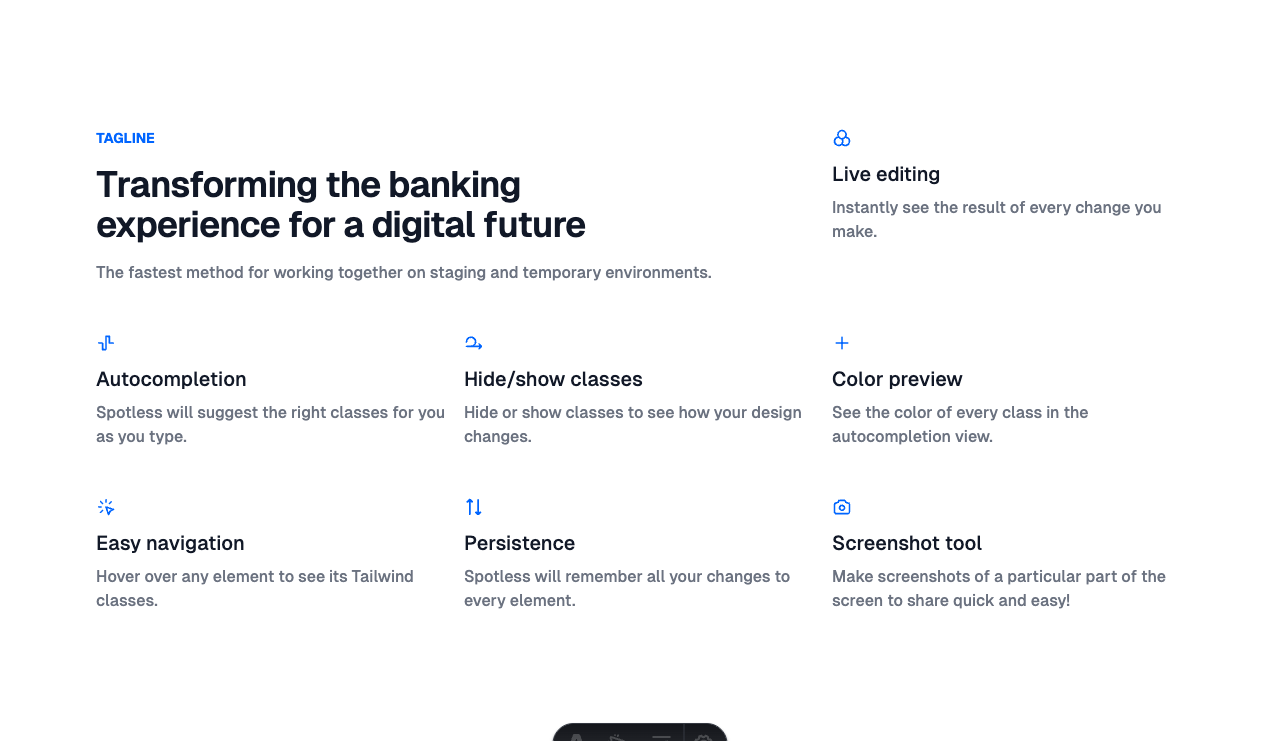 TAGLINE
Transforming the banking
experience for a digital future
The fastest method for working together on staging and temporary environments.
Live editing
Instantly see the result of every change you
make.
Autocompletion
Spotless will suggest the right classes for you
as you type.
Hide/show classes
Hide or show classes to see how your design
changes.
Color preview
See the color of every class in the
autocompletion view.
Easy navigation
Hover over any element to see its Tailwind
classes.
Persistence
Spotless will remember all your changes to
every element.
Screenshot tool
Make screenshots of a particular part of the
screen to share quick and easy!